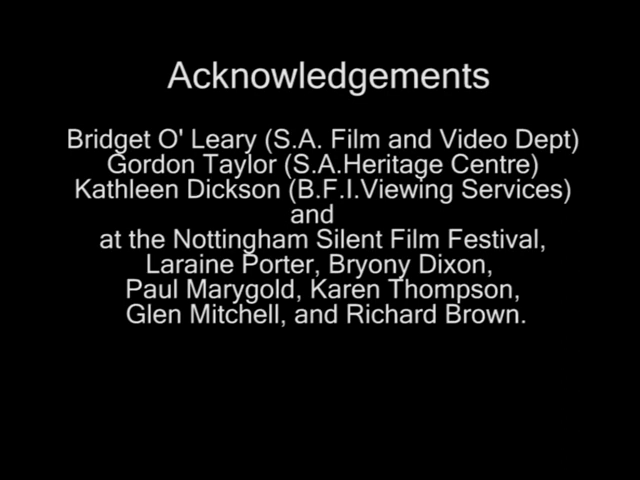 Acknowledgements
Bridget O' Leary (S.A. Film and Video Dept)
Gordon Taylor (S.A.Heritage Centre)
Kathleen Dickson (B.F.I.Viewing Services)
and
at the Nottingham Silent Film Festival,
Laraine Porter, Bryony Dixon,
Paul Marygold, Karen Thompson,
Glen Mitchell, and Richard Brown.